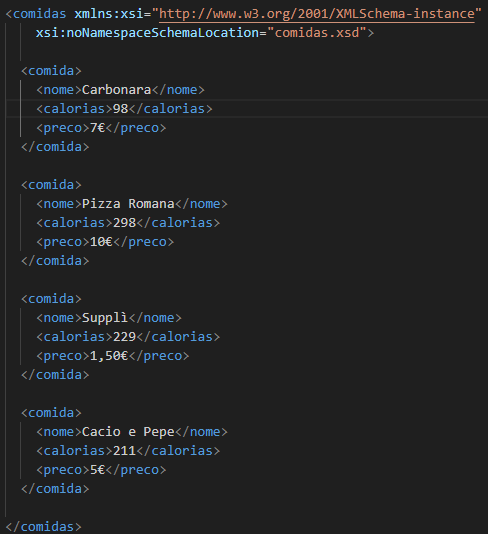 <comidas xmlns:xsi="http://www.w3.org/2001/XMLSchema-instance"
xsi:noNamespaceSchemaLocation="comidas.xsd">
<comida>
<nome>Carbonara</nome>
<calorias>98</calorias>
<preco>7€</preco>
</comida>
<comida>
<nome>Pizza Romana</nome>
<calorias>298</calorias>
<preco>10€</preco>
</comida>
<comida>
<nome>Supplì</nome>
<calorias>229</calorias>
<preco>1,50€</preco>
</comida>
<comida>
<nome>Cacio e Pepe</nome>
<calorias>211</calorias>
<preco>5€</preco>
</comida>
</comidas>